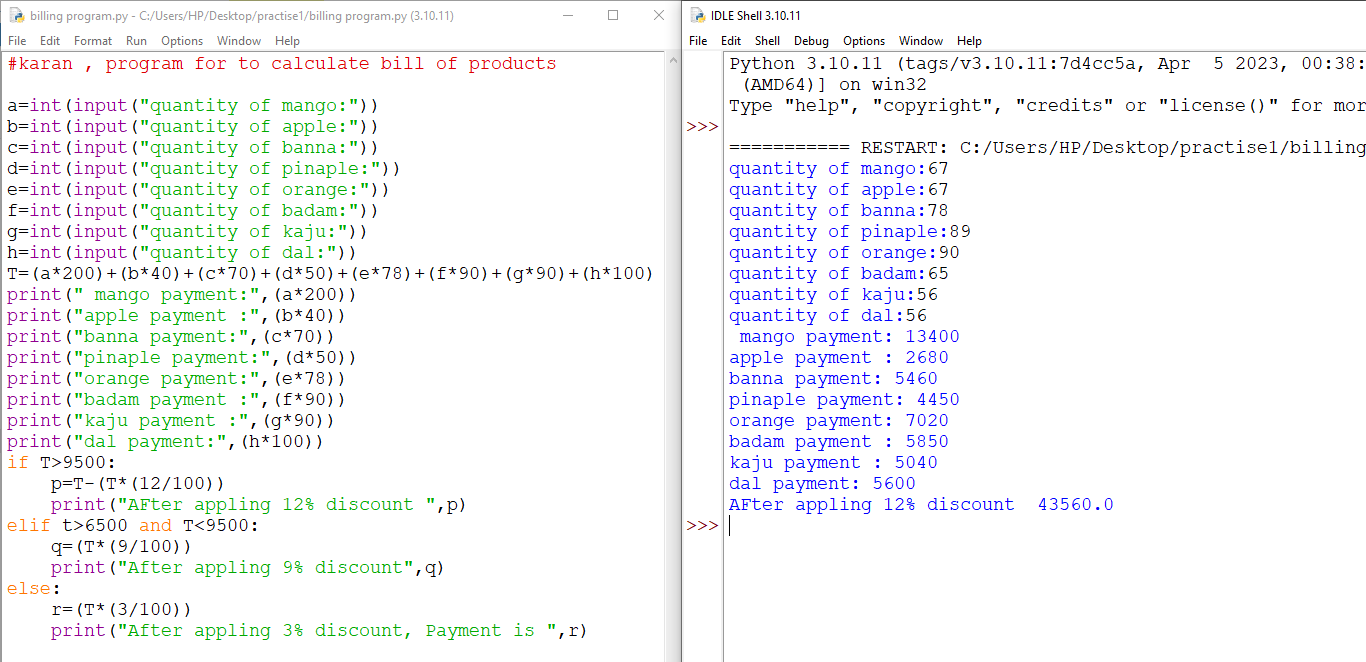 billing program.py - C:/Users/HP/Desktop/practise1/billing program.py (3.10.11)
File Edit Format Run Options Window Help
#karan , program for to calculate bill of products
a=int(input("quantity of mango:"))
b=int(input("quantity of apple:"))
c=int(input("quantity of banna:"))
d=int(input("quantity of pinaple:"))
e=int(input("quantity of orange:"))
f=int(input("quantity of badam:"))
g=int(input("quantity of kaju:"))
h=int(input("quantity of dal:"))
T=(a*200)+(b*40)+(c*70)+(d*50)+(e*78)+(f*90)+(g*90)+(h*100)
print(" mango payment:",(a*200))
print("apple payment :",(b*40))
print("banna payment:",(c*70))
print("pinaple payment:",(d*50))
print("orange payment:",(e*78))
print("badam payment :",(f*90))
print("kaju payment :",(g*90))
print("dal payment:",(h*100))
if T>9500:
    p=T-(T*(12/100))
    print("AFter appling 12% discount ",p)
elif t>6500 and T<9500:
    q=(T*(9/100))
    print("After appling 9% discount",q)
else:
    r=(T*(3/100))
    print("After appling 3% discount, Payment is ",r)
IDLE Shell 3.10.11
File Edit Shell Debug Options Window Help
Python 3.10.11 (tags/v3.10.11:7d4cc5a, Apr  5 2023, 00:38:
 (AMD64)] on win32
Type "help", "copyright", "credits" or "license()" for mor
>>>
=========== RESTART: C:/Users/HP/Desktop/practise1/billing
quantity of mango:67
quantity of apple:67
quantity of banna:78
quantity of pinaple:89
quantity of orange:90
quantity of badam:65
quantity of kaju:56
quantity of dal:56
 mango payment: 13400
apple payment : 2680
banna payment: 5460
pinaple payment: 4450
orange payment: 7020
badam payment : 5850
kaju payment : 5040
dal payment: 5600
AFter appling 12% discount  43560.0
>>>